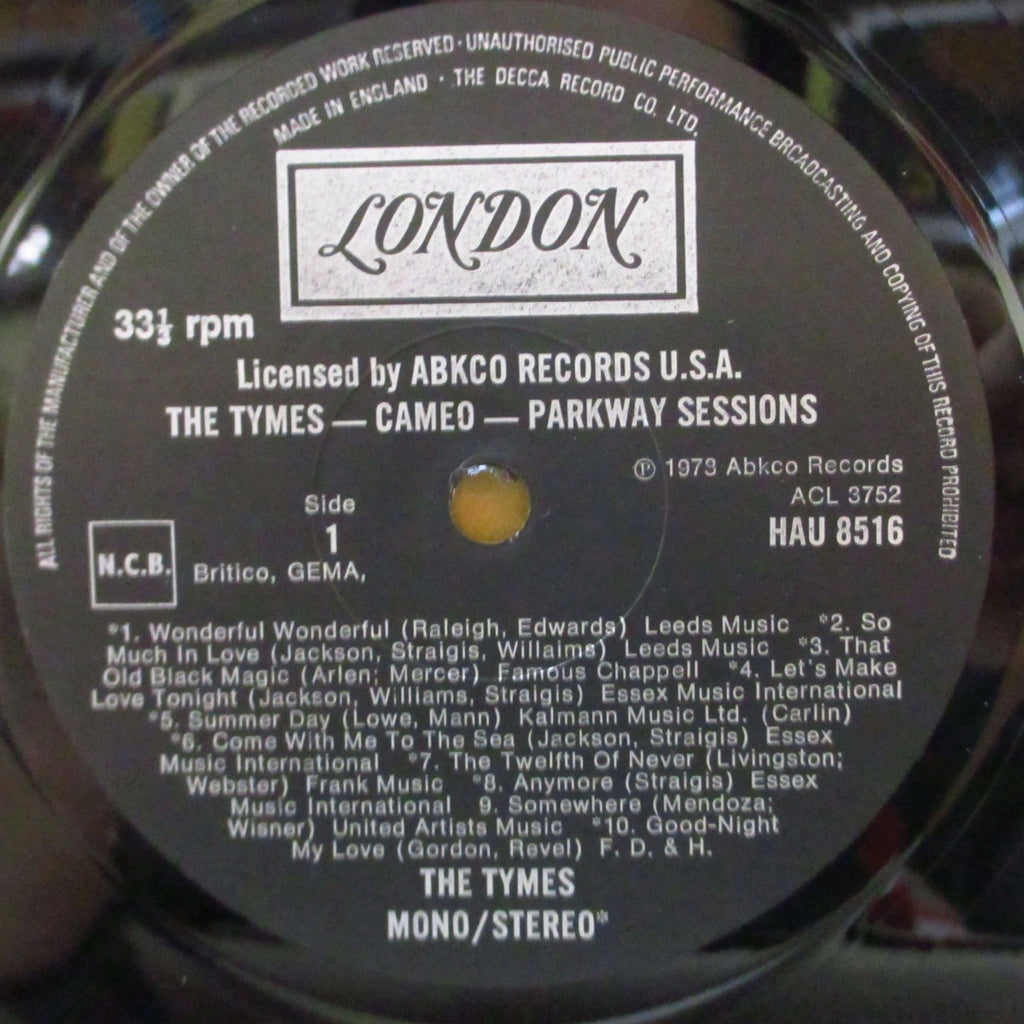 ALL RIGHTS OF THE MANUFACTURER AND OF THE OWNER OF THE RECORDED WORK RESERVED · UNAUTHORISED PUBLIC PERFORMANCE BROADCASTING AND COPYING OF THIS RECORD PROHIBITED
MADE IN ENGLAND · THE DECCA RECORD CO. LTD.
LONDON
33⅓ rpm
Licensed by ABKCO RECORDS U.S.A.
THE TYMES — CAMEO — PARKWAY SESSIONS
℗ 1973 Abkco Records
ACL 3752
HAU 8516
Side
1
N.C.B.
Britico, GEMA,
*1. Wonderful Wonderful (Raleigh, Edwards) Leeds Music *2. So
Much In Love (Jackson, Straigis, Willaims) Leeds Music *3. That
Old Black Magic (Arlen; Mercer) Famous Chappell *4. Let's Make
Love Tonight (Jackson, Williams, Straigis) Essex Music International
*5. Summer Day (Lowe, Mann) Kalmann Music Ltd. (Carlin)
*6. Come With Me To The Sea (Jackson, Straigis) Essex
Music International *7. The Twelfth Of Never (Livingston;
Webster) Frank Music *8. Anymore (Straigis) Essex
Music International 9. Somewhere (Mendoza;
Wisner) United Artists Music *10. Good-Night
My Love (Gordon, Revel) F. D. & H.
THE TYMES
MONO/STEREO*